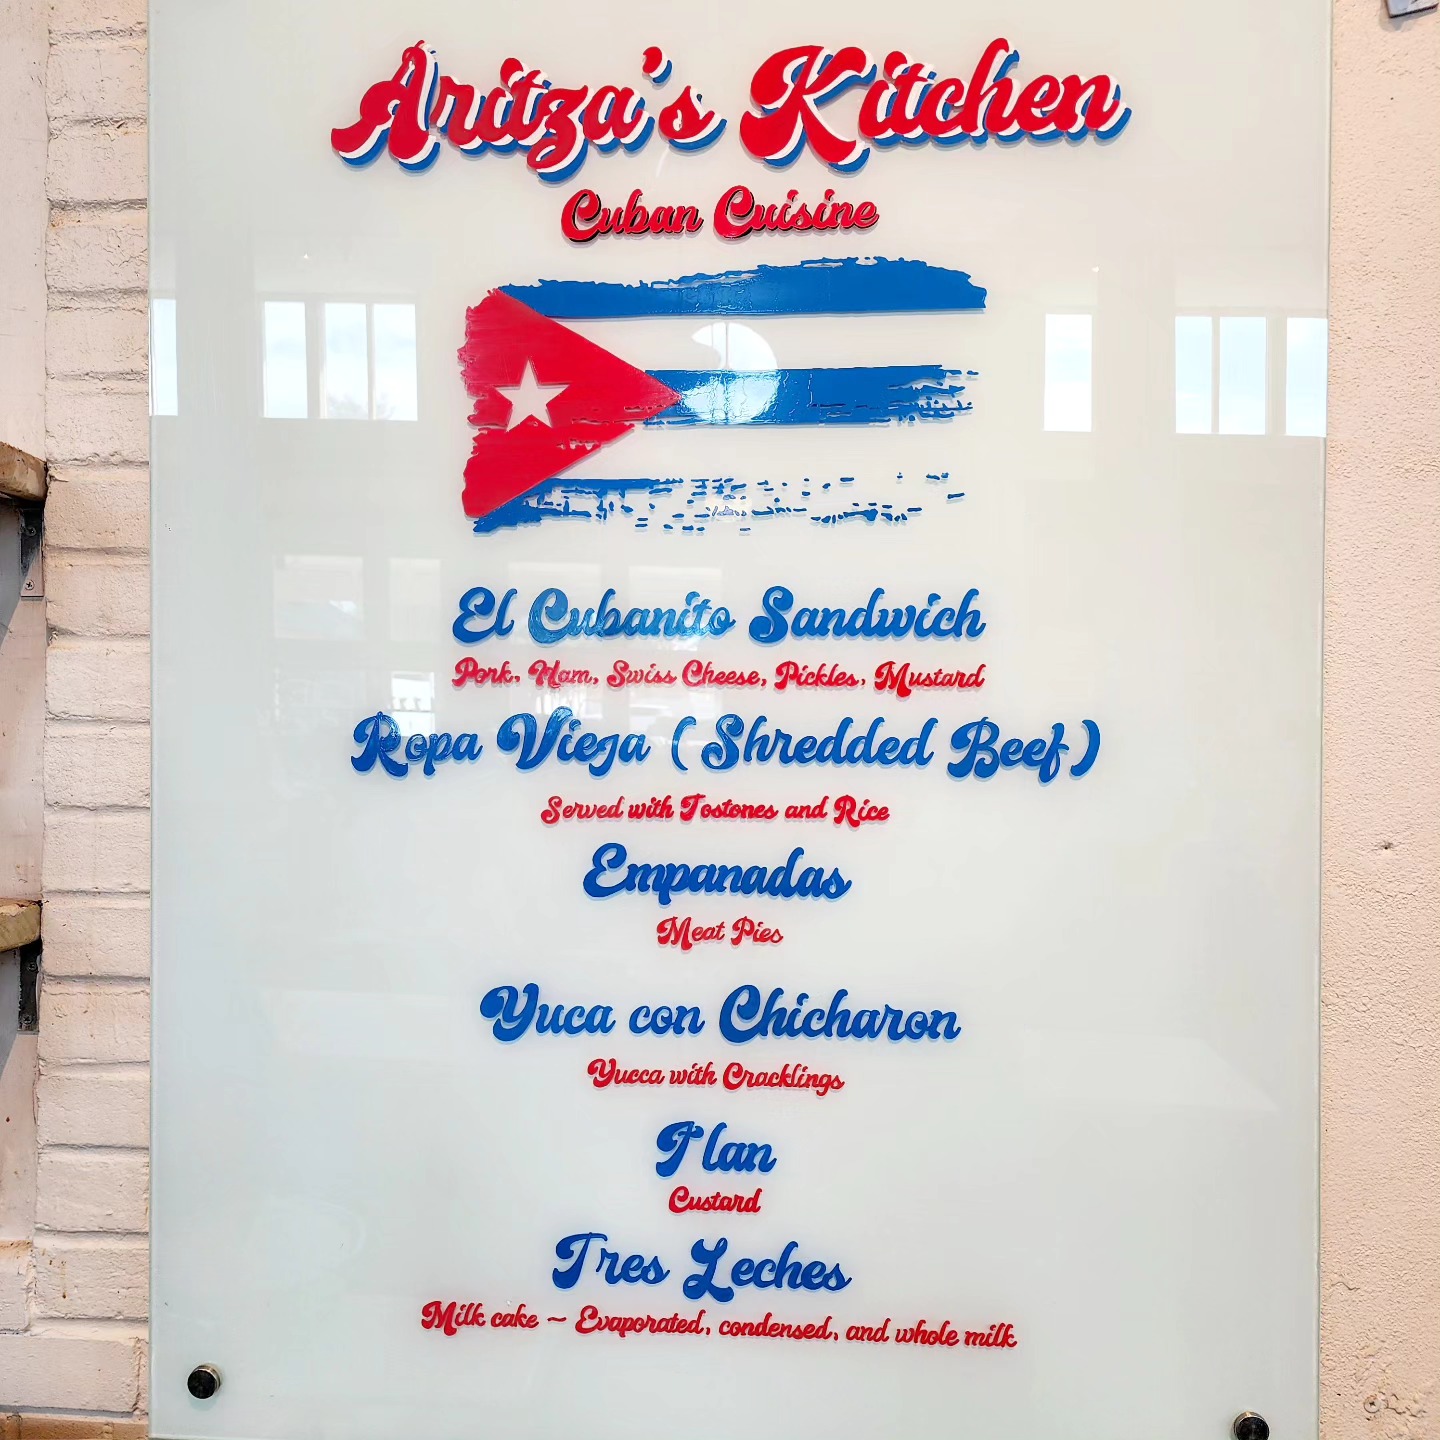 Aritza's Kitchen
Cuban Cuisine
El Cubanito Sandwich
Pork, Ham, Swiss Cheese, Pickles, Mustard
Ropa Vieja ( Shredded Beef )
Served with Tostones and Rice
Empanadas
Meat Pies
Yuca con Chicharon
Yucca with Cracklings
Flan
Custard
Tres Leches
Milk cake ~ Evaporated, condensed, and whole milk